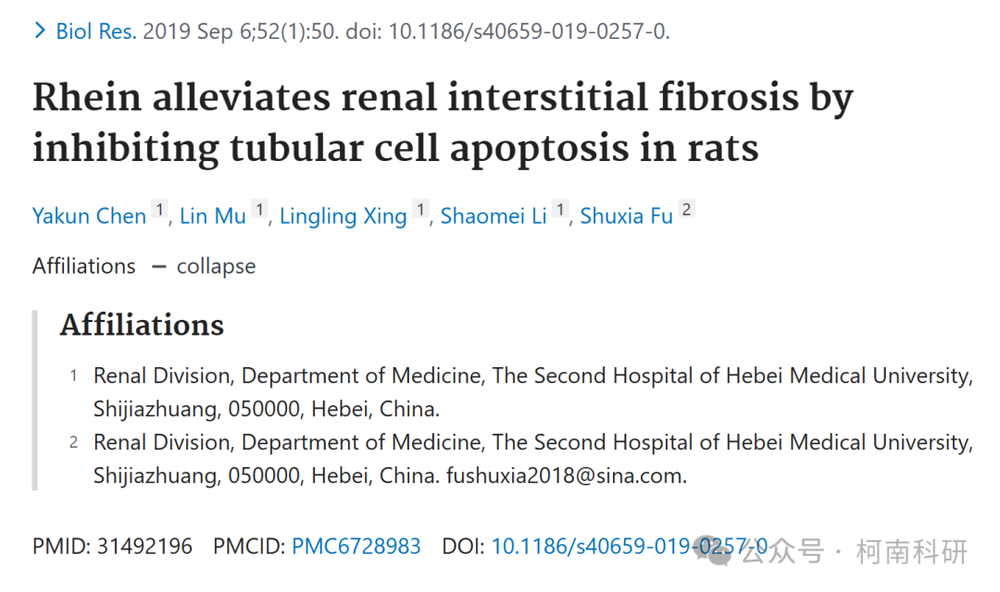 > Biol Res. 2019 Sep 6;52(1):50. doi: 10.1186/s40659-019-0257-0.
Rhein alleviates renal interstitial fibrosis by
inhibiting tubular cell apoptosis in rats
Yakun Chen 1, Lin Mu 1, Lingling Xing 1, Shaomei Li 1, Shuxia Fu 2
Affiliations — collapse
Affiliations
1 Renal Division, Department of Medicine, The Second Hospital of Hebei Medical University,
Shijiazhuang, 050000, Hebei, China.
2 Renal Division, Department of Medicine, The Second Hospital of Hebei Medical University,
Shijiazhuang, 050000, Hebei, China. fushuxia2018@sina.com.
PMID: 31492196 PMCID: PMC6728983 DOI: 10.1186/s40659-019-0257-0
公众号 · 柯南科研